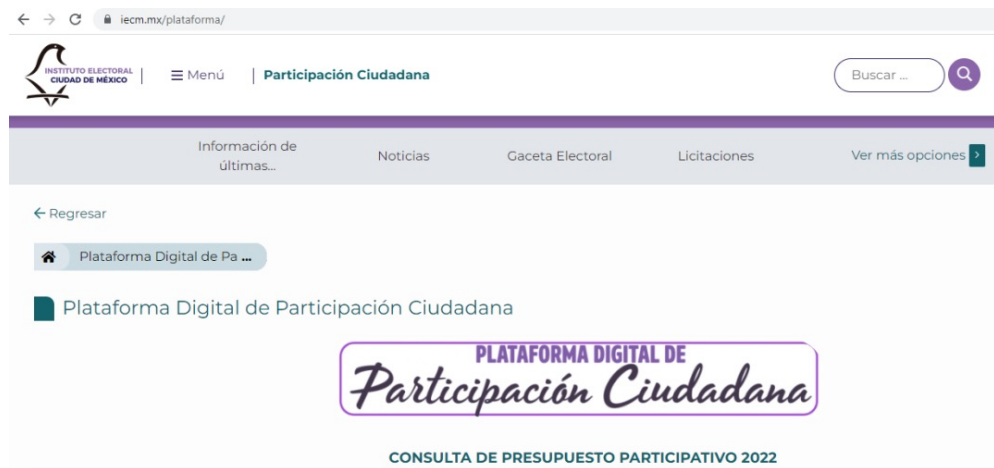 iecm.mx/plataforma/
INSTITUTO ELECTORAL
CIUDAD DE MÉXICO
Menú
Participación Ciudadana
Buscar ...
Información de
últimas...
Noticias
Gaceta Electoral
Licitaciones
Ver más opciones
Regresar
Plataforma Digital de Pa ...
Plataforma Digital de Participación Ciudadana
PLATAFORMA DIGITAL DE
Participación Ciudadana
CONSULTA DE PRESUPUESTO PARTICIPATIVO 2022